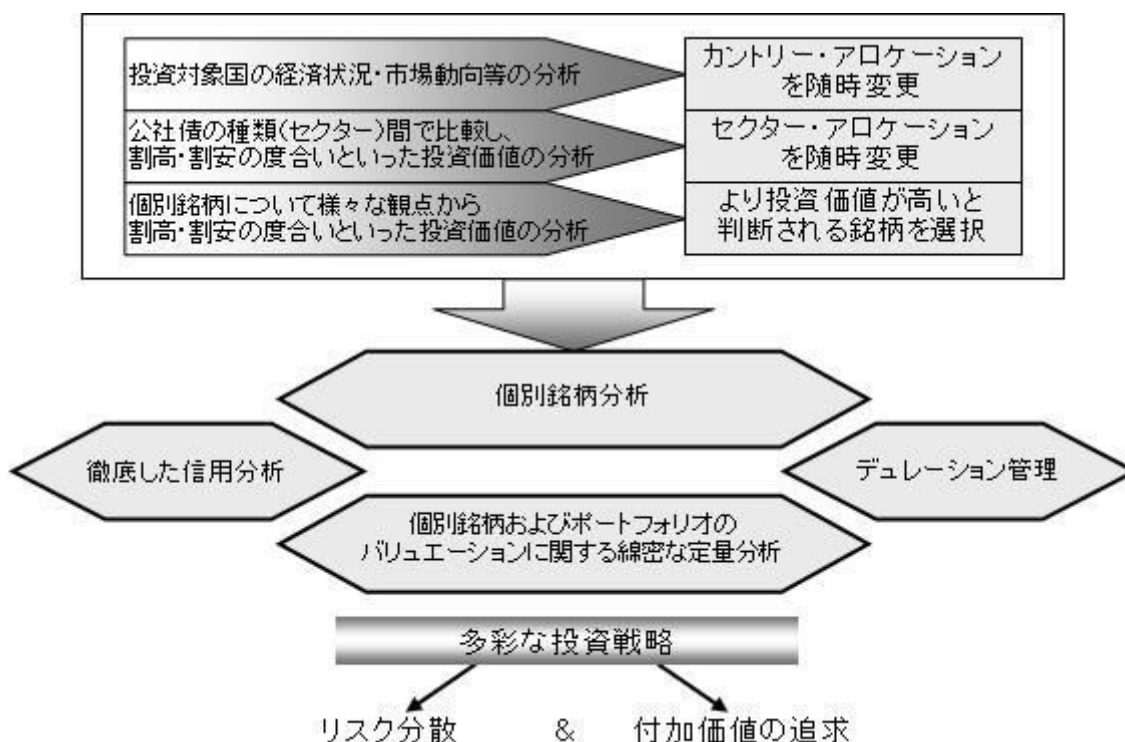 投資対象国の経済状況・市場動向等の分析
カントリー・アロケーション
を随時変更
公社債の種類(セクター)間で比較し、
割高・割安の度合いといった投資価値の分析
セクター・アロケーション
を随時変更
個別銘柄について様々な観点から
割高・割安の度合いといった投資価値の分析
より投資価値が高いと
判断される銘柄を選択
個別銘柄分析
徹底した信用分析
デュレーション管理
個別銘柄およびポートフォリオの
バリュエーションに関する綿密な定量分析
多彩な投資戦略
リスク分散 & 付加価値の追求